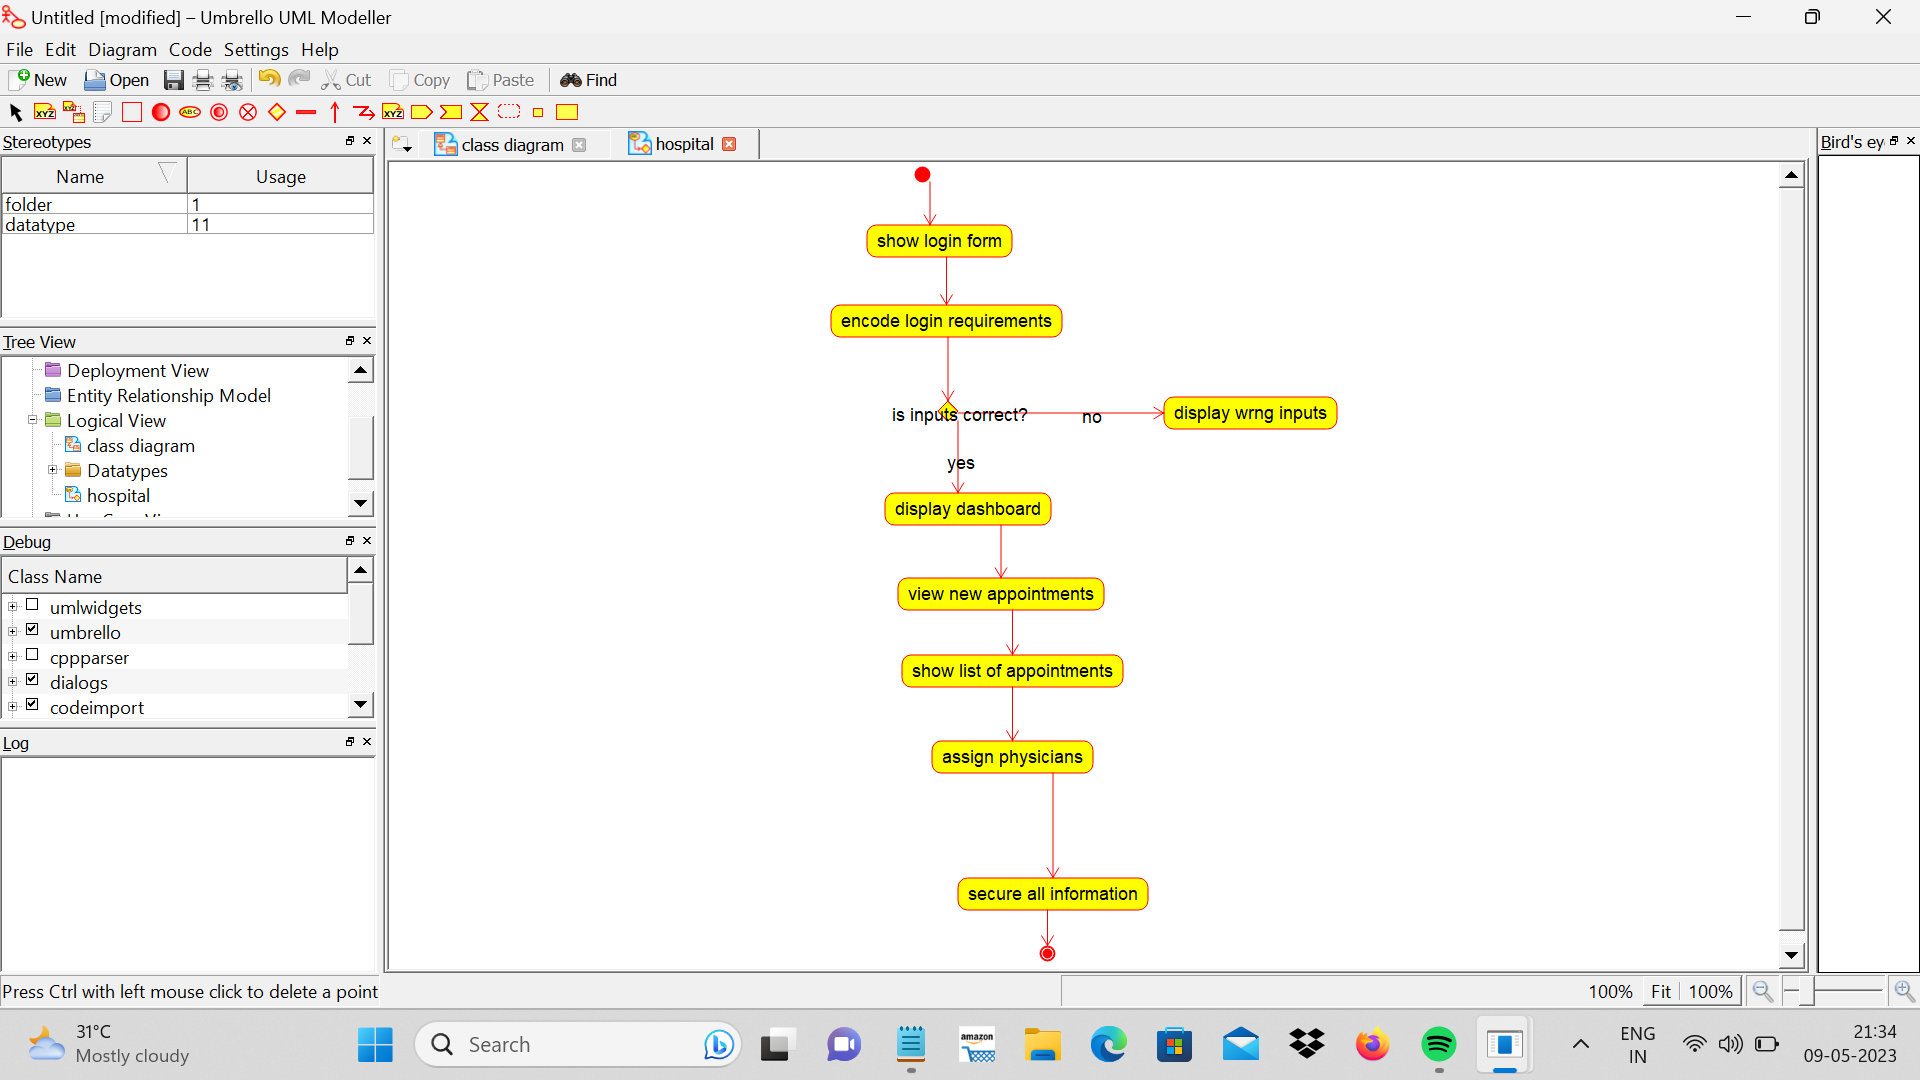 Untitled [modified] – Umbrello UML Modeller
File Edit Diagram Code Settings Help
New Open Cut Copy Paste Find
XYZ ABC XYZ
Stereotypes
Name Usage
folder 1
datatype 11
Tree View
Deployment View
Entity Relationship Model
Logical View
class diagram
Datatypes
hospital
Debug
Class Name
umlwidgets
umbrello
cppparser
dialogs
codeimport
Log
class diagram hospital
show login form
encode login requirements
is inputs correct? no display wrng inputs
yes
display dashboard
view new appointments
show list of appointments
assign physicians
secure all information
Bird's ey
Press Ctrl with left mouse click to delete a point
100% Fit 100%
31°C
Mostly cloudy
Search
amazon
ENG
IN
21:34
09-05-2023